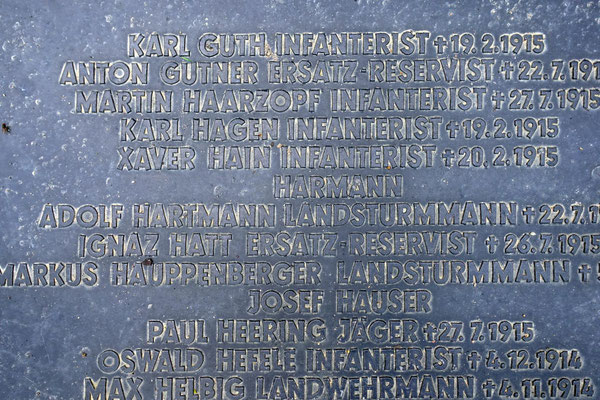 KARL GUTH INFANTERIST + 19.2.1915
ANTON GUTNER ERSATZ-RESERVIST + 22.7.191
MARTIN HAARZOPF INFANTERIST + 27.7.1915
KARL HAGEN INFANTERIST + 19.2.1915
XAVER HAIN INFANTERIST + 20.2.1915
HARMANN
ADOLF HARTMANN LANDSTURMMANN + 22.7.1
IGNAZ HATT ERSATZ-RESERVIST + 26.7.1915
MARKUS HAUPPENBERGER LANDSTURMMANN +
JOSEF HAUSER
PAUL HEERING JÄGER + 27.7.1915
OSWALD HEFELE INFANTERIST + 4.12.1914
MAX HELBIG LANDWEHRMANN + 4.11.1914